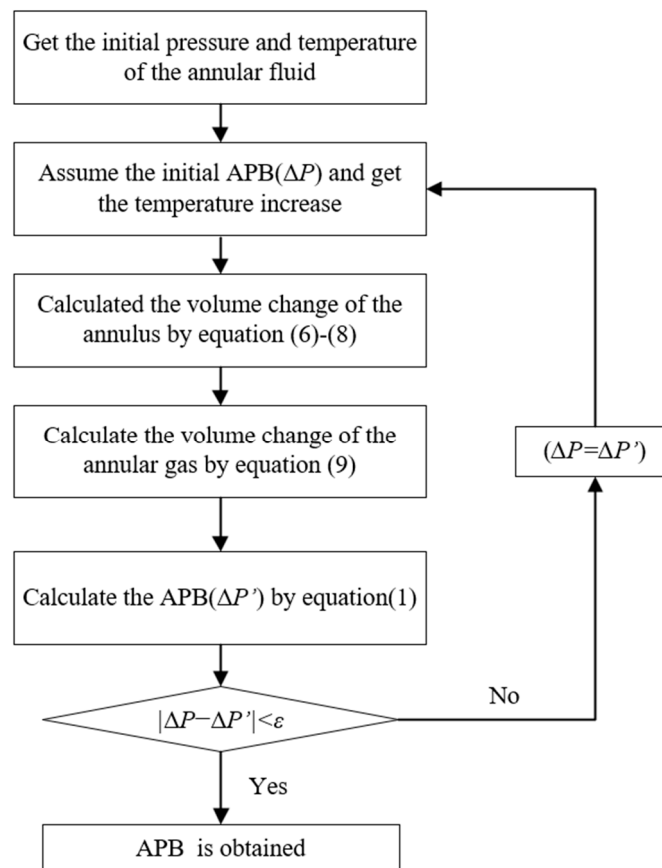 Get the initial pressure and temperature
of the annular fluid
Assume the initial APB(ΔP) and get
the temperature increase
Calculated the volume change of the
annulus by equation (6)-(8)
Calculate the volume change of the
annular gas by equation (9)
(ΔP=ΔP’)
Calculate the APB(ΔP’) by equation(1)
|ΔP−ΔP’|<ε
No
Yes
APB is obtained